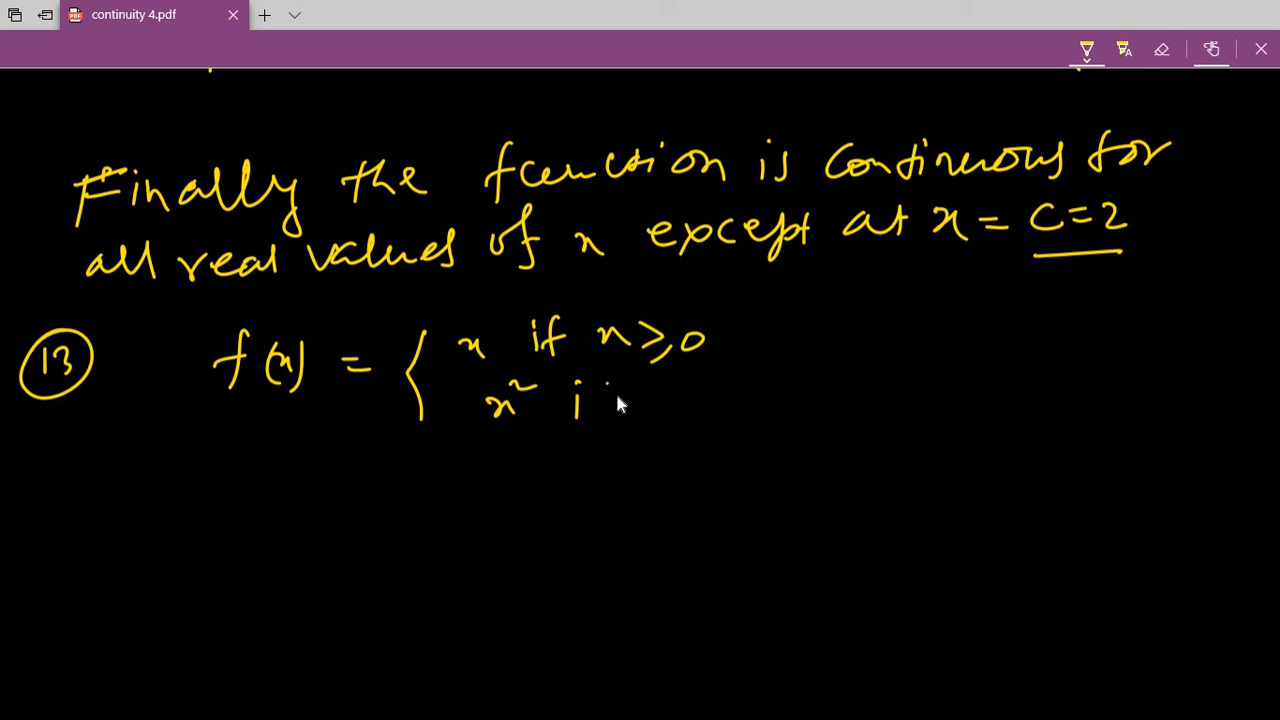 continuity 4.pdf
Finally the function is continuous for
all real values of x except at x = c = 2
13 f(x) = { x if x ≥ 0
x² i